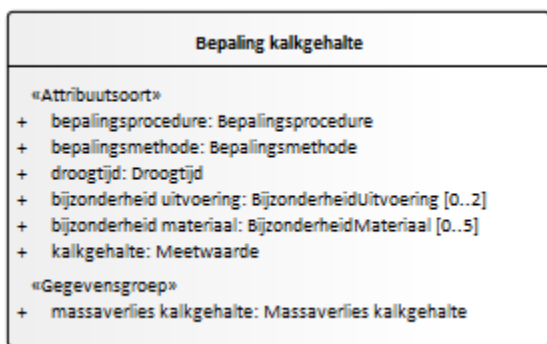 Bepaling kalkgehalte
«Attribuutsoort»
+ bepalingsprocedure: Bepalingsprocedure
+ bepalingsmethode: Bepalingsmethode
+ droogtijd: Droogtijd
+ bijzonderheid uitvoering: BijzonderheidUitvoering [0..2]
+ bijzonderheid materiaal: BijzonderheidMateriaal [0..5]
+ kalkgehalte: Meetwaarde
«Gegevensgroep»
+ massaverlies kalkgehalte: Massaverlies kalkgehalte